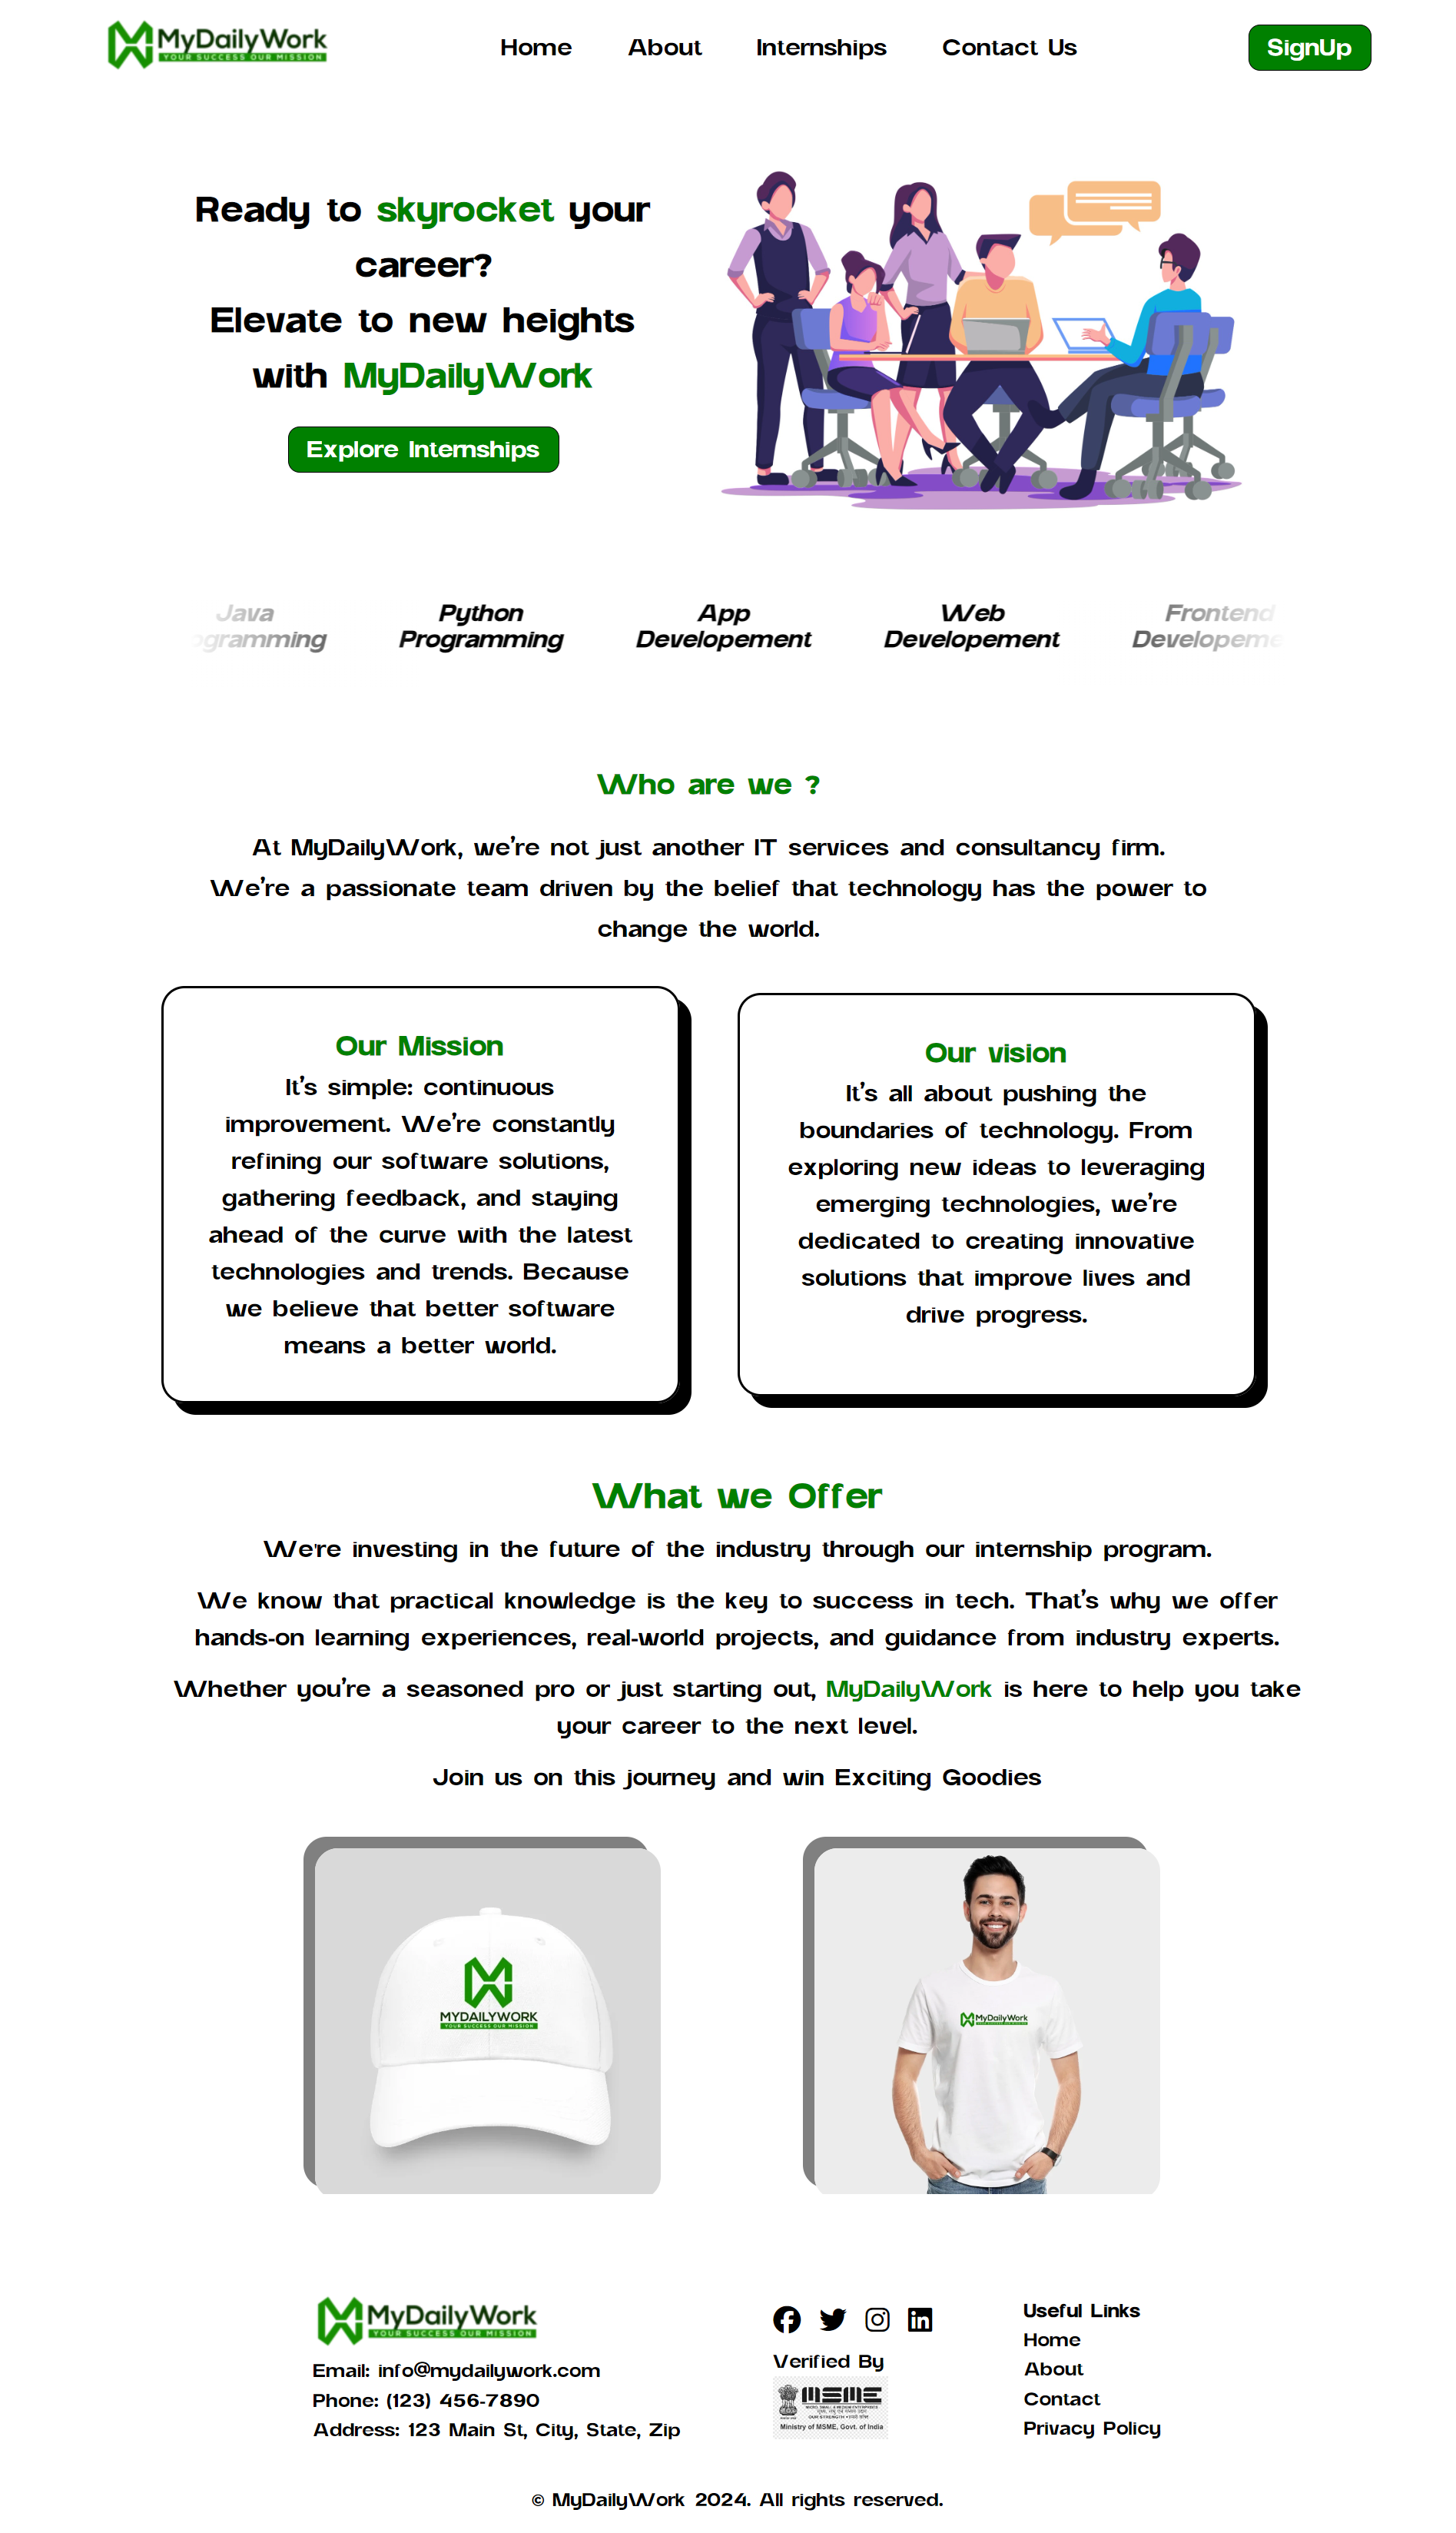 MyDailyWork
YOUR SUCCESS OUR MISSION
Home
About
Internships
Contact Us
SignUp
Ready to skyrocket your
career?
Elevate to new heights
with MyDailyWork
Explore Internships
Java
ogramming
Python
Programming
App
Developement
Web
Developement
Frontend
Developeme
Who are we ?
At MyDailyWork, we’re not just another IT services and consultancy firm.
We’re a passionate team driven by the belief that technology has the power to
change the world.
Our Mission
It’s simple: continuous
improvement. We’re constantly
refining our software solutions,
gathering feedback, and staying
ahead of the curve with the latest
technologies and trends. Because
we believe that better software
means a better world.
Our vision
It’s all about pushing the
boundaries of technology. From
exploring new ideas to leveraging
emerging technologies, we’re
dedicated to creating innovative
solutions that improve lives and
drive progress.
What we Offer
We're investing in the future of the industry through our internship program.
We know that practical knowledge is the key to success in tech. That’s why we offer
hands-on learning experiences, real-world projects, and guidance from industry experts.
Whether you’re a seasoned pro or just starting out, MyDailyWork is here to help you take
your career to the next level.
Join us on this journey and win Exciting Goodies
MYDAILYWORK
YOUR SUCCESS OUR MISSION
MyDailyWork
MyDailyWork
YOUR SUCCESS OUR MISSION
Email: info@mydailywork.com
Phone: (123) 456-7890
Address: 123 Main St, City, State, Zip
Verified By
MSME
MICRO, SMALL & MEDIUM ENTERPRISES
Ministry of MSME, Govt. of India
Useful Links
Home
About
Contact
Privacy Policy
© MyDailyWork 2024. All rights reserved.